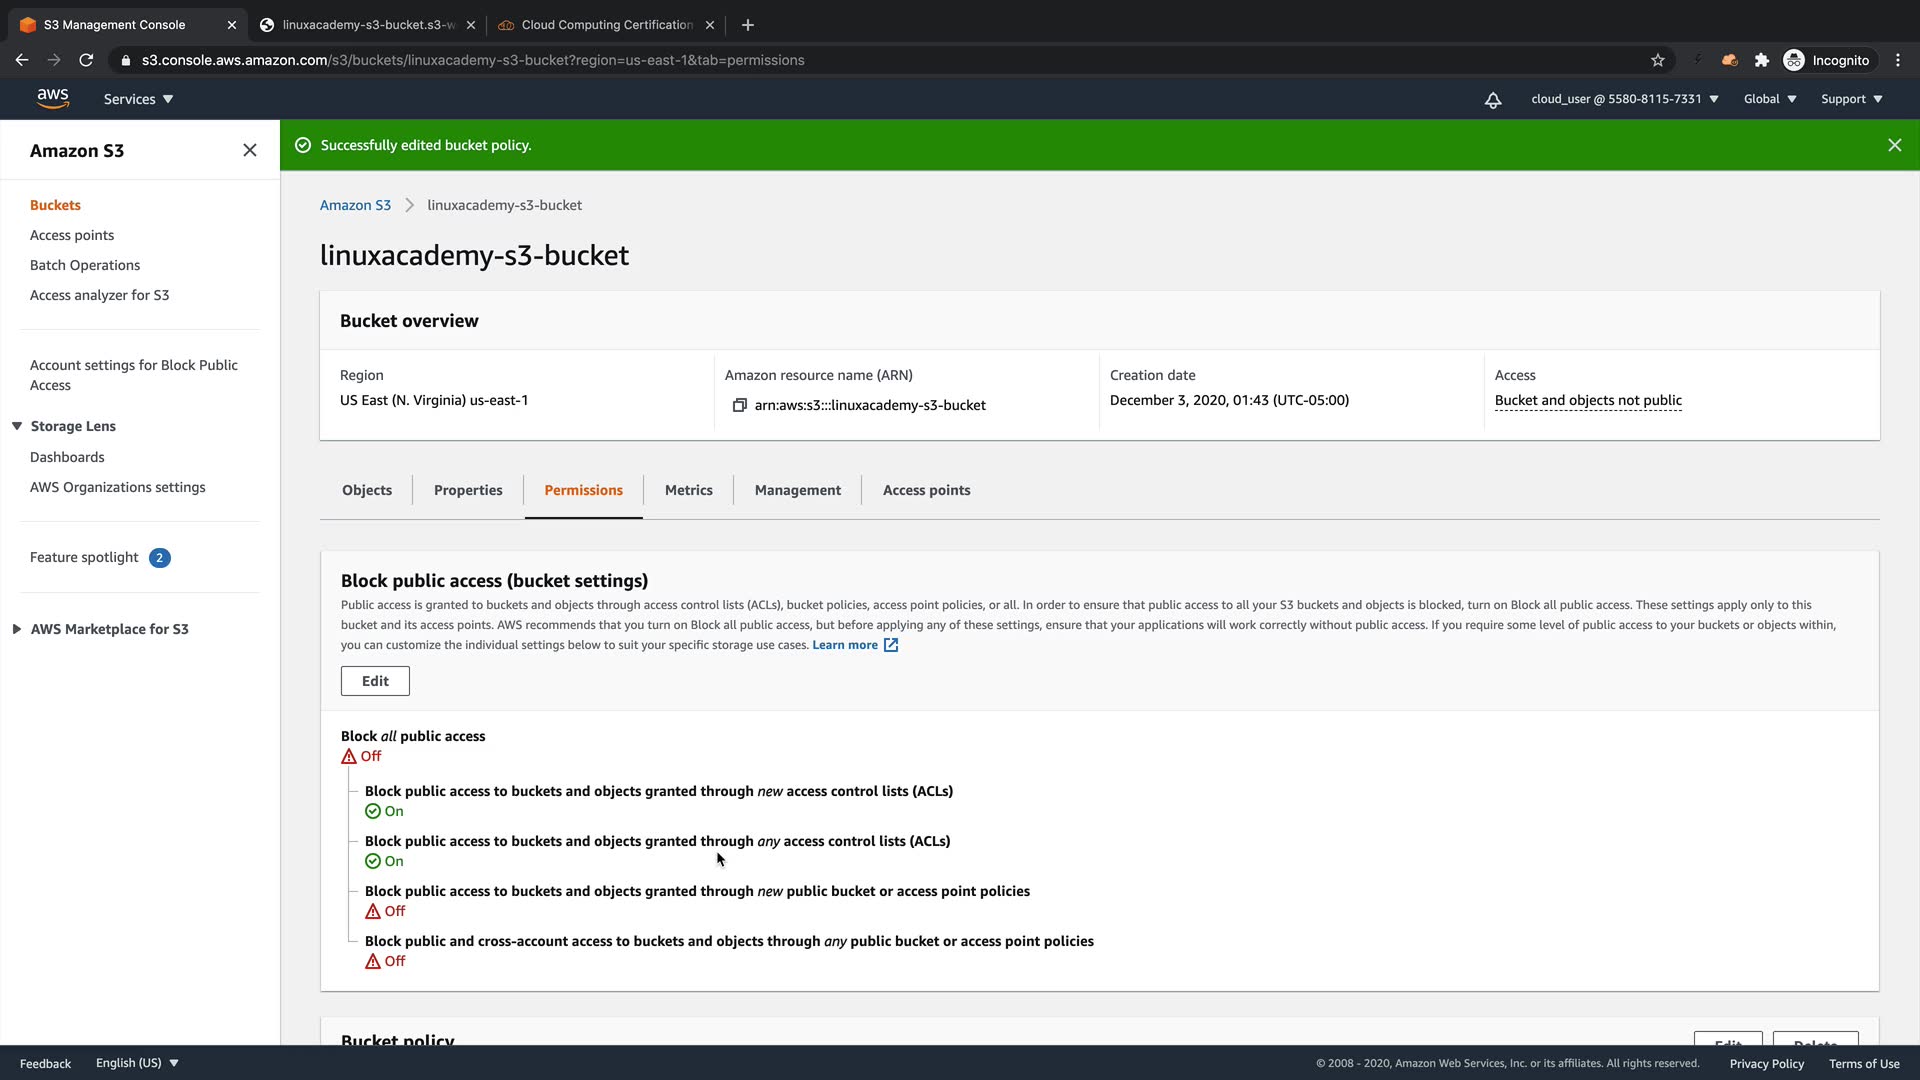 S3 Management Console
linuxacademy-s3-bucket.s3-w
Cloud Computing Certification
s3.console.aws.amazon.com/s3/buckets/linuxacademy-s3-bucket?region=us-east-1&tab=permissions
Incognito
aws
Services
cloud_user @ 5580-8115-7331
Global
Support
Amazon S3
Successfully edited bucket policy.
Buckets
Access points
Batch Operations
Access analyzer for S3
Account settings for Block Public
Access
Storage Lens
Dashboards
AWS Organizations settings
Feature spotlight 2
AWS Marketplace for S3
Amazon S3 linuxacademy-s3-bucket
linuxacademy-s3-bucket
Bucket overview
Region
US East (N. Virginia) us-east-1
Amazon resource name (ARN)
arn:aws:s3:::linuxacademy-s3-bucket
Creation date
December 3, 2020, 01:43 (UTC-05:00)
Access
Bucket and objects not public
Objects
Properties
Permissions
Metrics
Management
Access points
Block public access (bucket settings)
Public access is granted to buckets and objects through access control lists (ACLs), bucket policies, access point policies, or all. In order to ensure that public access to all your S3 buckets and objects is blocked, turn on Block all public access. These settings apply only to this
bucket and its access points. AWS recommends that you turn on Block all public access, but before applying any of these settings, ensure that your applications will work correctly without public access. If you require some level of public access to your buckets or objects within,
you can customize the individual settings below to suit your specific storage use cases. Learn more
Edit
Block all public access
Off
Block public access to buckets and objects granted through new access control lists (ACLs)
On
Block public access to buckets and objects granted through any access control lists (ACLs)
On
Block public access to buckets and objects granted through new public bucket or access point policies
Off
Block public and cross-account access to buckets and objects through any public bucket or access point policies
Off
Bucket policy
Edit
Delete
Feedback
English (US)
© 2008 - 2020, Amazon Web Services, Inc. or its affiliates. All rights reserved.
Privacy Policy
Terms of Use